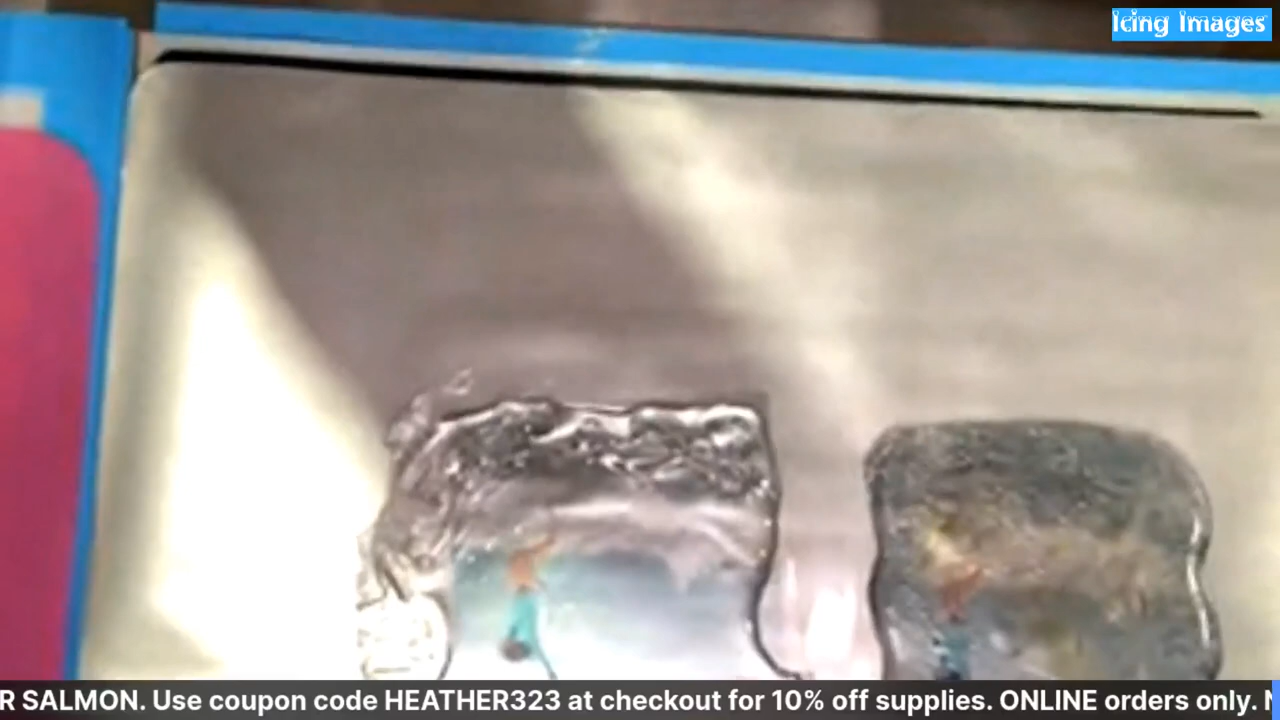 Icing Images
R SALMON. Use coupon code HEATHER323 at checkout for 10% off supplies. ONLINE orders only. N